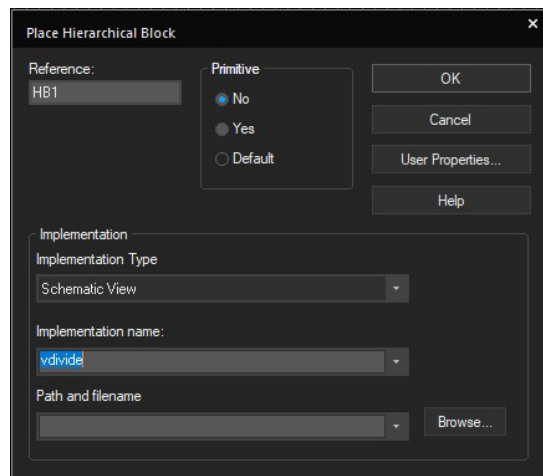 Place Hierarchical Block
Reference:
HB1
Primitive
No
Yes
Default
OK
Cancel
User Properties...
Help
Implementation
Implementation Type
Schematic View
Implementation name:
vdivide
Path and filename
Browse...